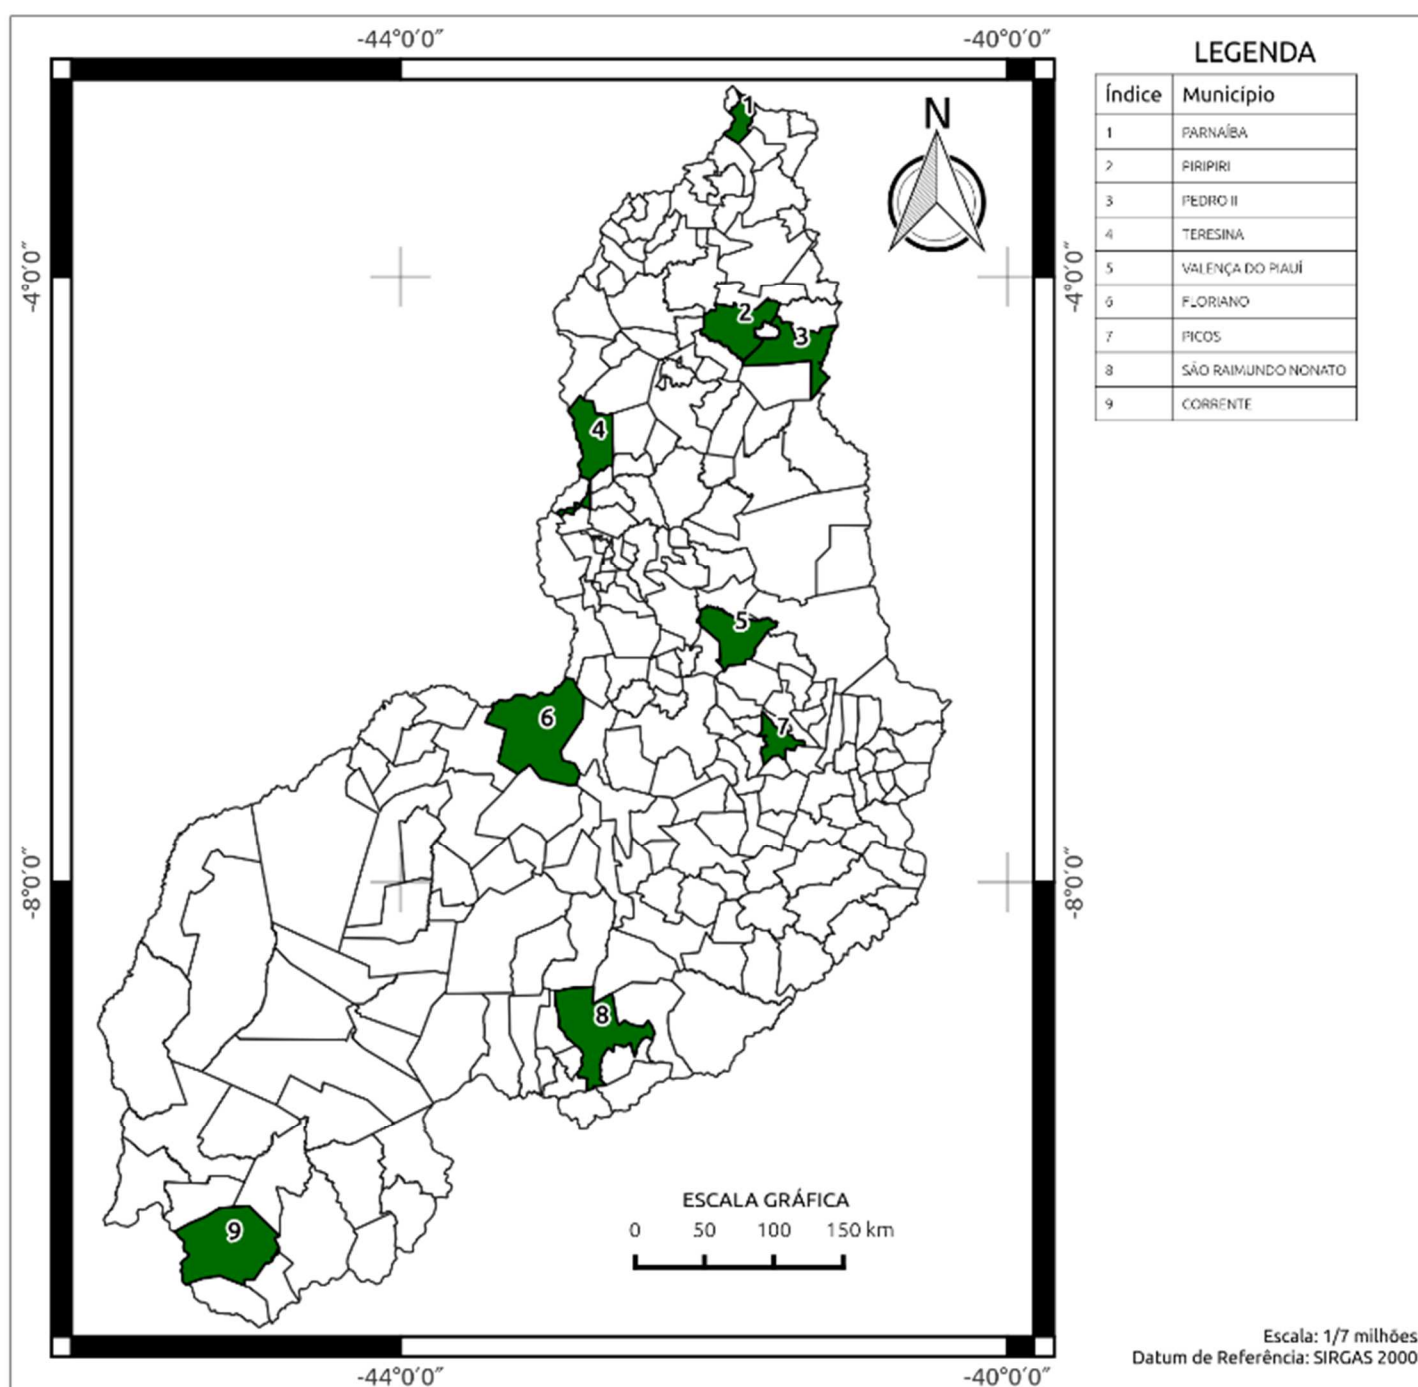 -44°0′0″
-40°0′0″
LEGENDA
Índice Município
1 PARNAÍBA
2 PIRIPIRI
3 PEDRO II
4 TERESINA
5 VALENÇA DO PIAUÍ
6 FLORIANO
7 PICOS
8 SÃO RAIMUNDO NONATO
9 CORRENTE
N
-4°0′0″
-4°0′0″
-8°0′0″
-8°0′0″
1
2
3
4
5
6
7
8
9
ESCALA GRÁFICA
0 50 100 150 km
Escala: 1/7 milhões
Datum de Referência: SIRGAS 2000
-44°0′0″
-40°0′0″